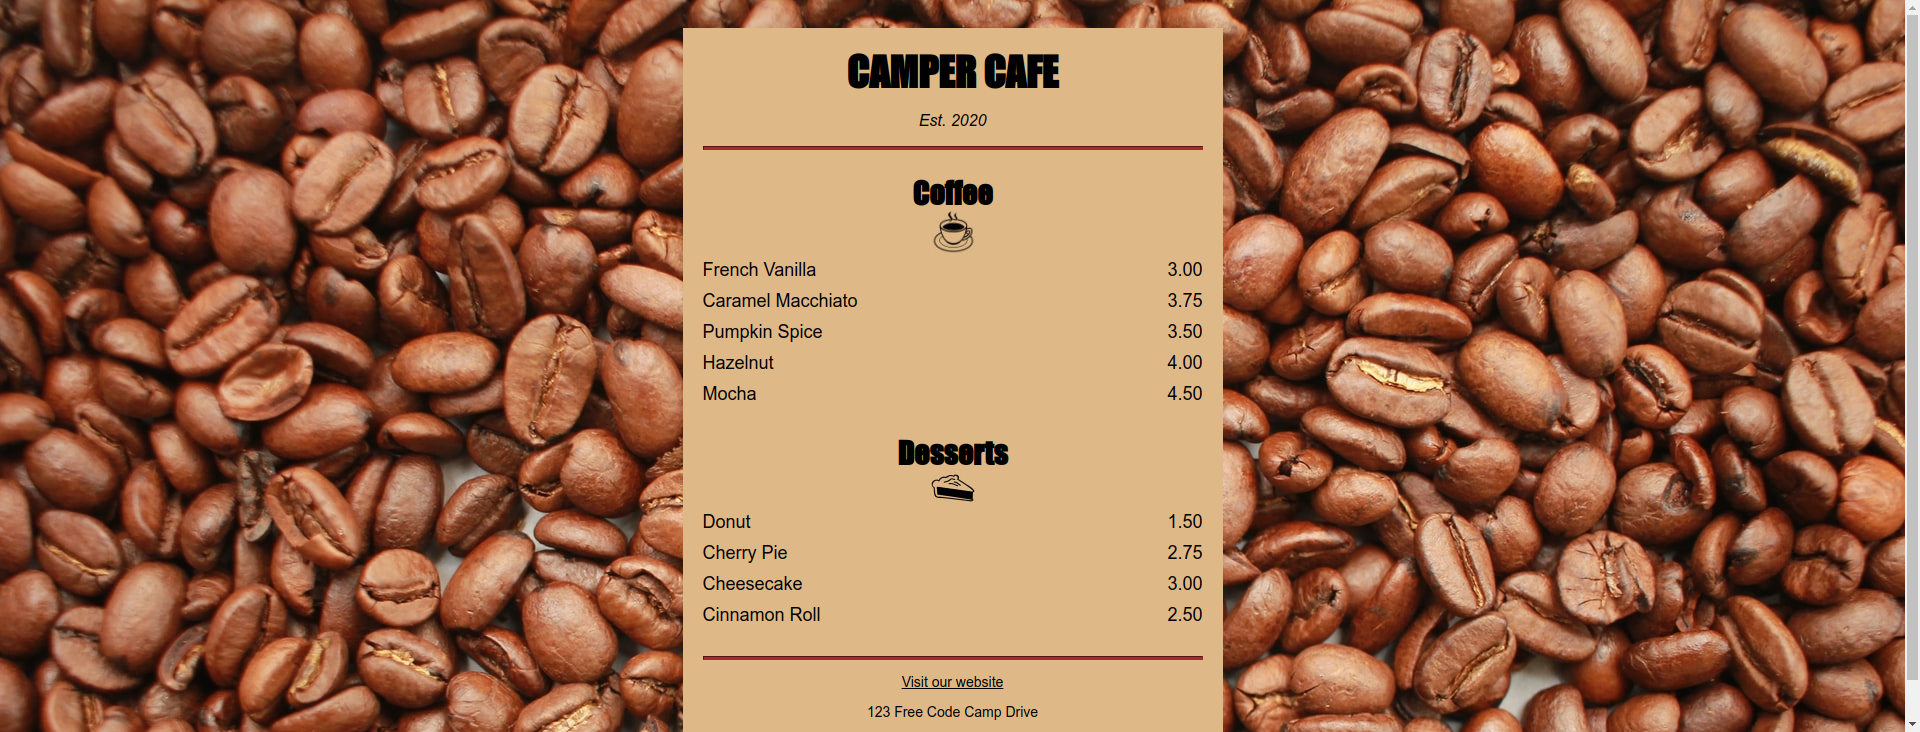 CAMPER CAFE
Est. 2020
Coffee
French Vanilla 3.00
Caramel Macchiato 3.75
Pumpkin Spice 3.50
Hazelnut 4.00
Mocha 4.50
Desserts
Donut 1.50
Cherry Pie 2.75
Cheesecake 3.00
Cinnamon Roll 2.50
Visit our website
123 Free Code Camp Drive